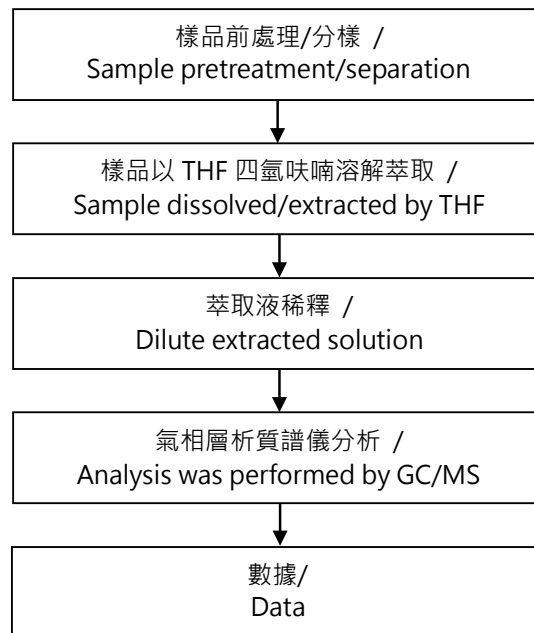 樣品前處理/分樣 /
Sample pretreatment/separation
樣品以 THF 四氫呋喃溶解萃取 /
Sample dissolved/extracted by THF
萃取液稀釋 /
Dilute extracted solution
氣相層析質譜儀分析 /
Analysis was performed by GC/MS
數據/
Data